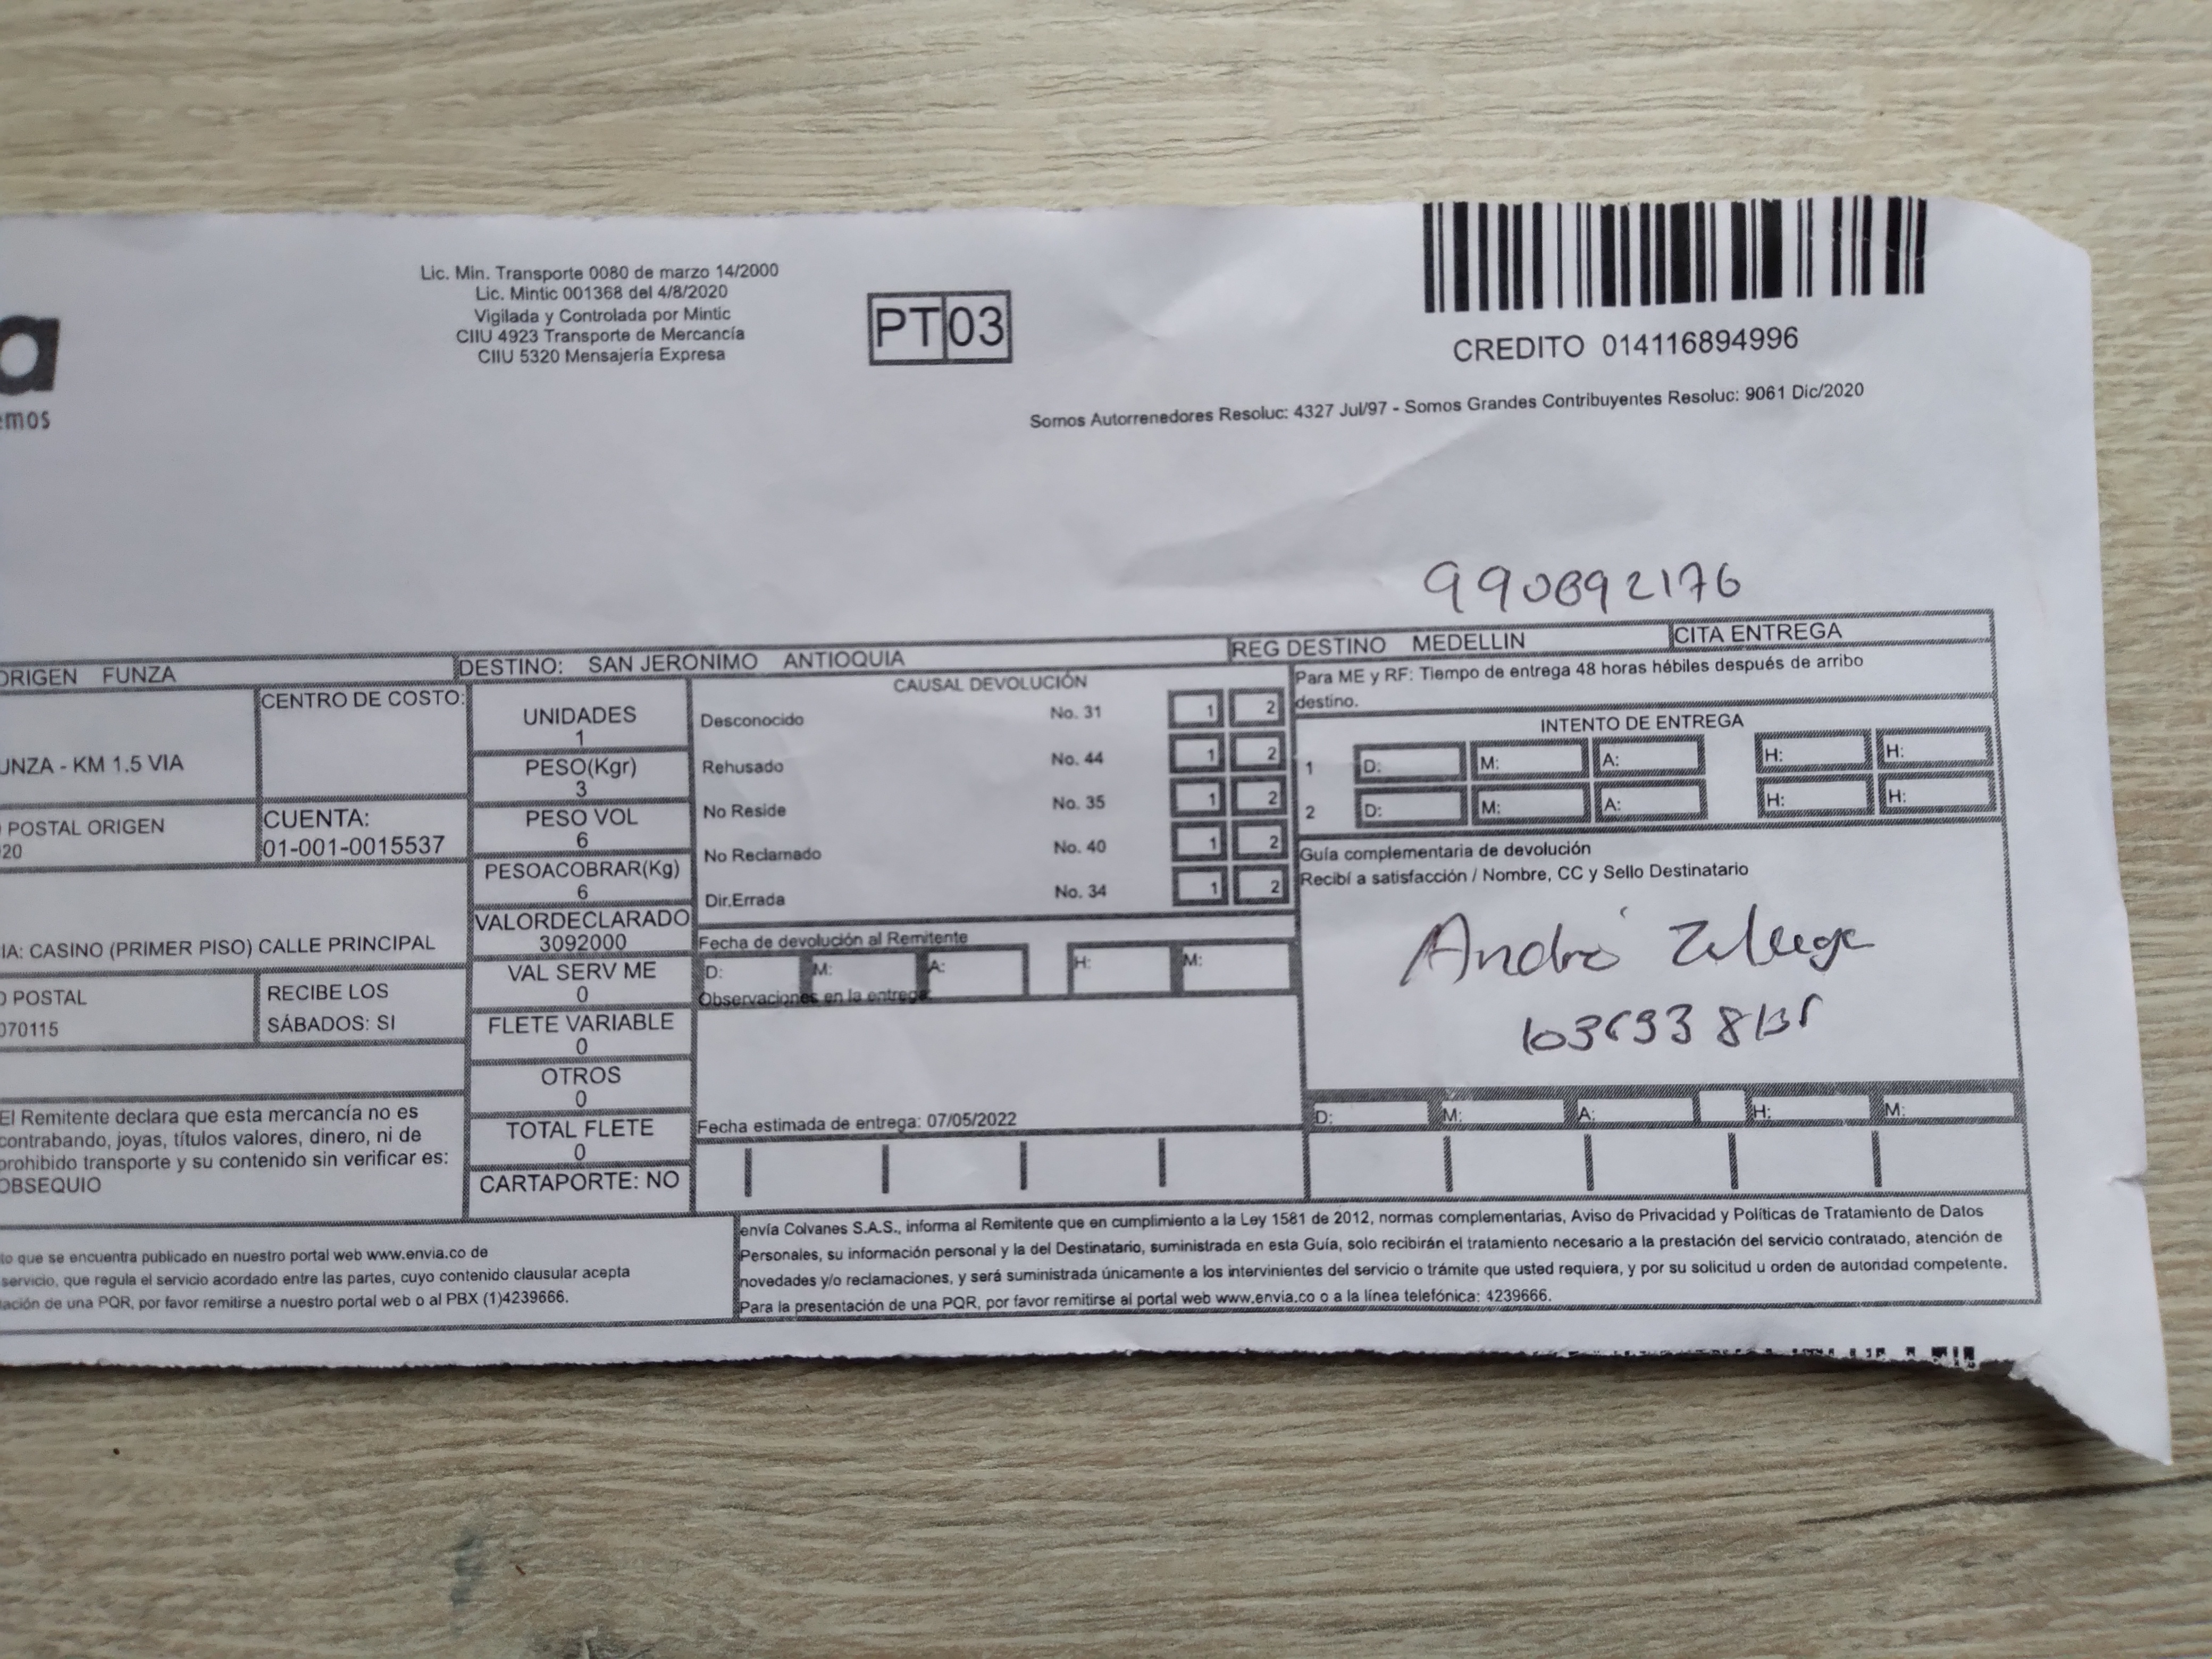 a
emos
Lic. Min. Transporte 0080 de marzo 14/2000
Lic. Mintic 001368 del 4/8/2020
Vigilada y Controlada por Mintic
CIIU 4923 Transporte de Mercancía
CIIU 5320 Mensajería Expresa
PT 03
CREDITO 014116894996
Somos Autorrenedores Resoluc: 4327 Jul/97 - Somos Grandes Contribuyentes Resoluc: 9061 Dic/2020
990892176
ORIGEN FUNZA
DESTINO: SAN JERONIMO ANTIOQUIA
REG DESTINO MEDELLIN
CITA ENTREGA
UNZA - KM 1.5 VIA
CENTRO DE COSTO:
POSTAL ORIGEN
20
CUENTA:
01-001-0015537
IA: CASINO (PRIMER PISO) CALLE PRINCIPAL
O POSTAL
070115
RECIBE LOS
SÁBADOS: SI
El Remitente declara que esta mercancía no es
contrabando, joyas, títulos valores, dinero, ni de
prohibido transporte y su contenido sin verificar es:
OBSEQUIO
UNIDADES
1
PESO(Kgr)
3
PESO VOL
6
PESOACOBRAR(Kg)
6
VALORDECLARADO
3092000
VAL SERV ME
0
FLETE VARIABLE
0
OTROS
0
TOTAL FLETE
0
CARTAPORTE: NO
CAUSAL DEVOLUCIÓN
Desconocido No. 31 1 2
Rehusado No. 44 1 2
No Reside No. 35 1 2
No Reclamado No. 40 1 2
Dir.Errada No. 34 1 2
Fecha de devolución al Remitente
D: M: A: H: M:
Observaciones en la entrega:
Fecha estimada de entrega: 07/05/2022
Para ME y RF: Tiempo de entrega 48 horas hábiles después de arribo
destino.
INTENTO DE ENTREGA
1 D: M: A: H: H:
2 D: M: A: H: H:
Guía complementaria de devolución
Recibí a satisfacción / Nombre, CC y Sello Destinatario
D: M: A: H: M:
to que se encuentra publicado en nuestro portal web www.envia.co de
servicio, que regula el servicio acordado entre las partes, cuyo contenido clausular acepta
tación de una PQR, por favor remitirse a nuestro portal web o al PBX (1)4239666.
envía Colvanes S.A.S., informa al Remitente que en cumplimiento a la Ley 1581 de 2012, normas complementarias, Aviso de Privacidad y Políticas de Tratamiento de Datos
Personales, su información personal y la del Destinatario, suministrada en esta Guía, solo recibirán el tratamiento necesario a la prestación del servicio contratado, atención de
novedades y/o reclamaciones, y será suministrada únicamente a los intervinientes del servicio o trámite que usted requiera, y por su solicitud u orden de autoridad competente.
Para la presentación de una PQR, por favor remitirse al portal web www.envia.co o a la línea telefónica: 4239666.